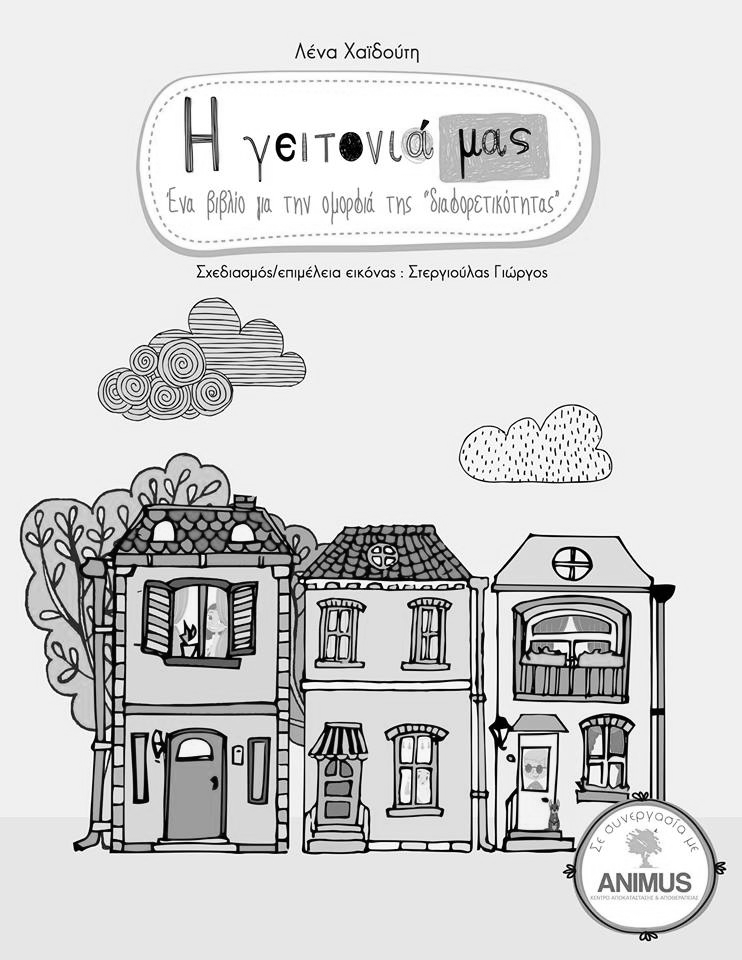 Λένα Χαϊδούτη
Η γειτονιά μας
Ένα βιβλίο για την ομορφιά της "διαφορετικότητας"
Σχεδιασμός/επιμέλεια εικόνας : Στεργιούλας Γιώργος
Σε συνεργασία με
ANIMUS
ΚΕΝΤΡΟ ΑΠΟΚΑΤΑΣΤΑΣΗΣ & ΑΠΟΘΕΡΑΠΕΙΑΣ